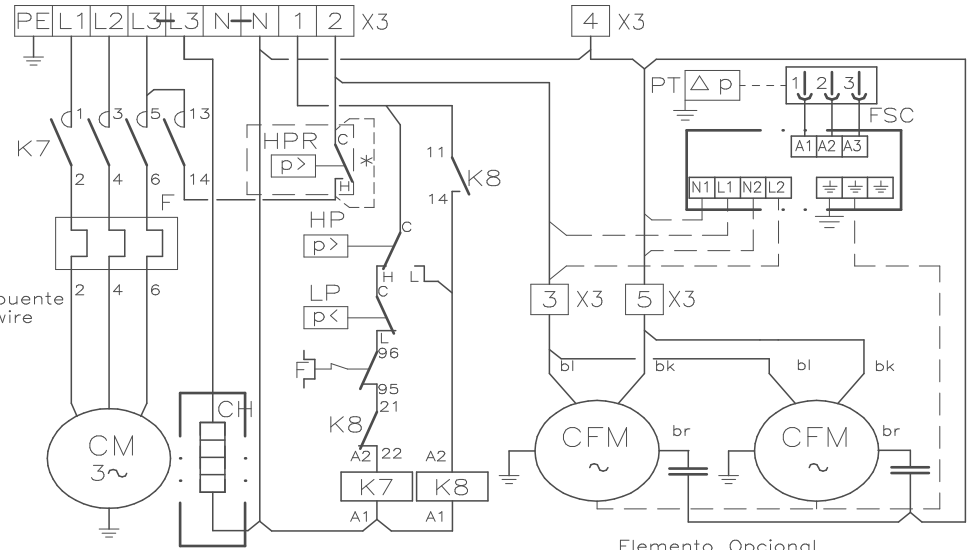 PE L1 L2 L3 L3 N N 1 2 X3
4 X3
PT △ p 1 2 3
FSC
A1 A2 A3
1 3 5 13
K7
HPR C
p> *
11
K8
2 4 6 14
H
14
N1 L1 N2 L2
F
HP C
p>
H L
2 4 6
puente
wire
LP C
p<
L
3 X3 5 X3
F 96
95
bl bk bl bk
CH
21
K8
CM
3~
CFM
~
br
CFM
~
br
A2 22 A2
K7 K8
A1 A1
Elemento Opcional